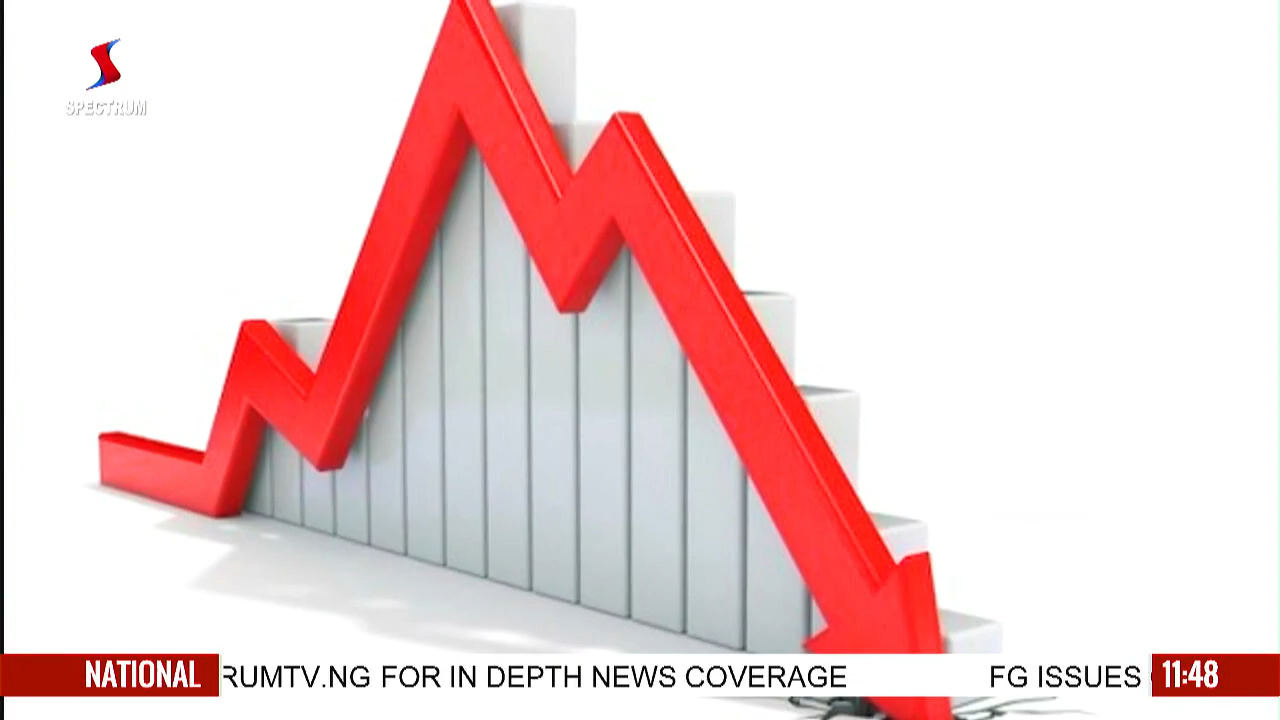 SPECTRUM
NATIONAL
RUMTV.NG FOR IN DEPTH NEWS COVERAGE FG ISSUES
11:48